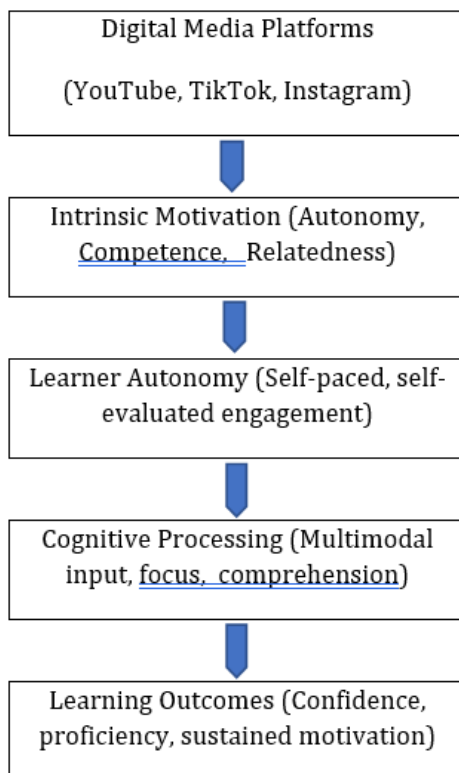 Digital Media Platforms
(YouTube, TikTok, Instagram)
Intrinsic Motivation (Autonomy,
Competence, Relatedness)
Learner Autonomy (Self-paced, self-
evaluated engagement)
Cognitive Processing (Multimodal
input, focus, comprehension)
Learning Outcomes (Confidence,
proficiency, sustained motivation)